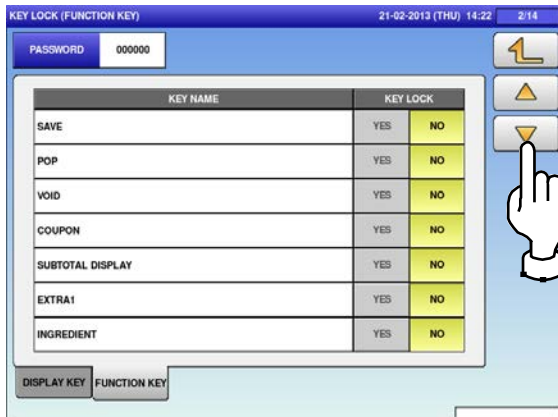 KEY LOCK (FUNCTION KEY) 21-02-2013 (THU) 14:22 2/14
PASSWORD 000000
KEY NAME KEY LOCK
SAVE YES NO
POP YES NO
VOID YES NO
COUPON YES NO
SUBTOTAL DISPLAY YES NO
EXTRA1 YES NO
INGREDIENT YES NO
DISPLAY KEY FUNCTION KEY